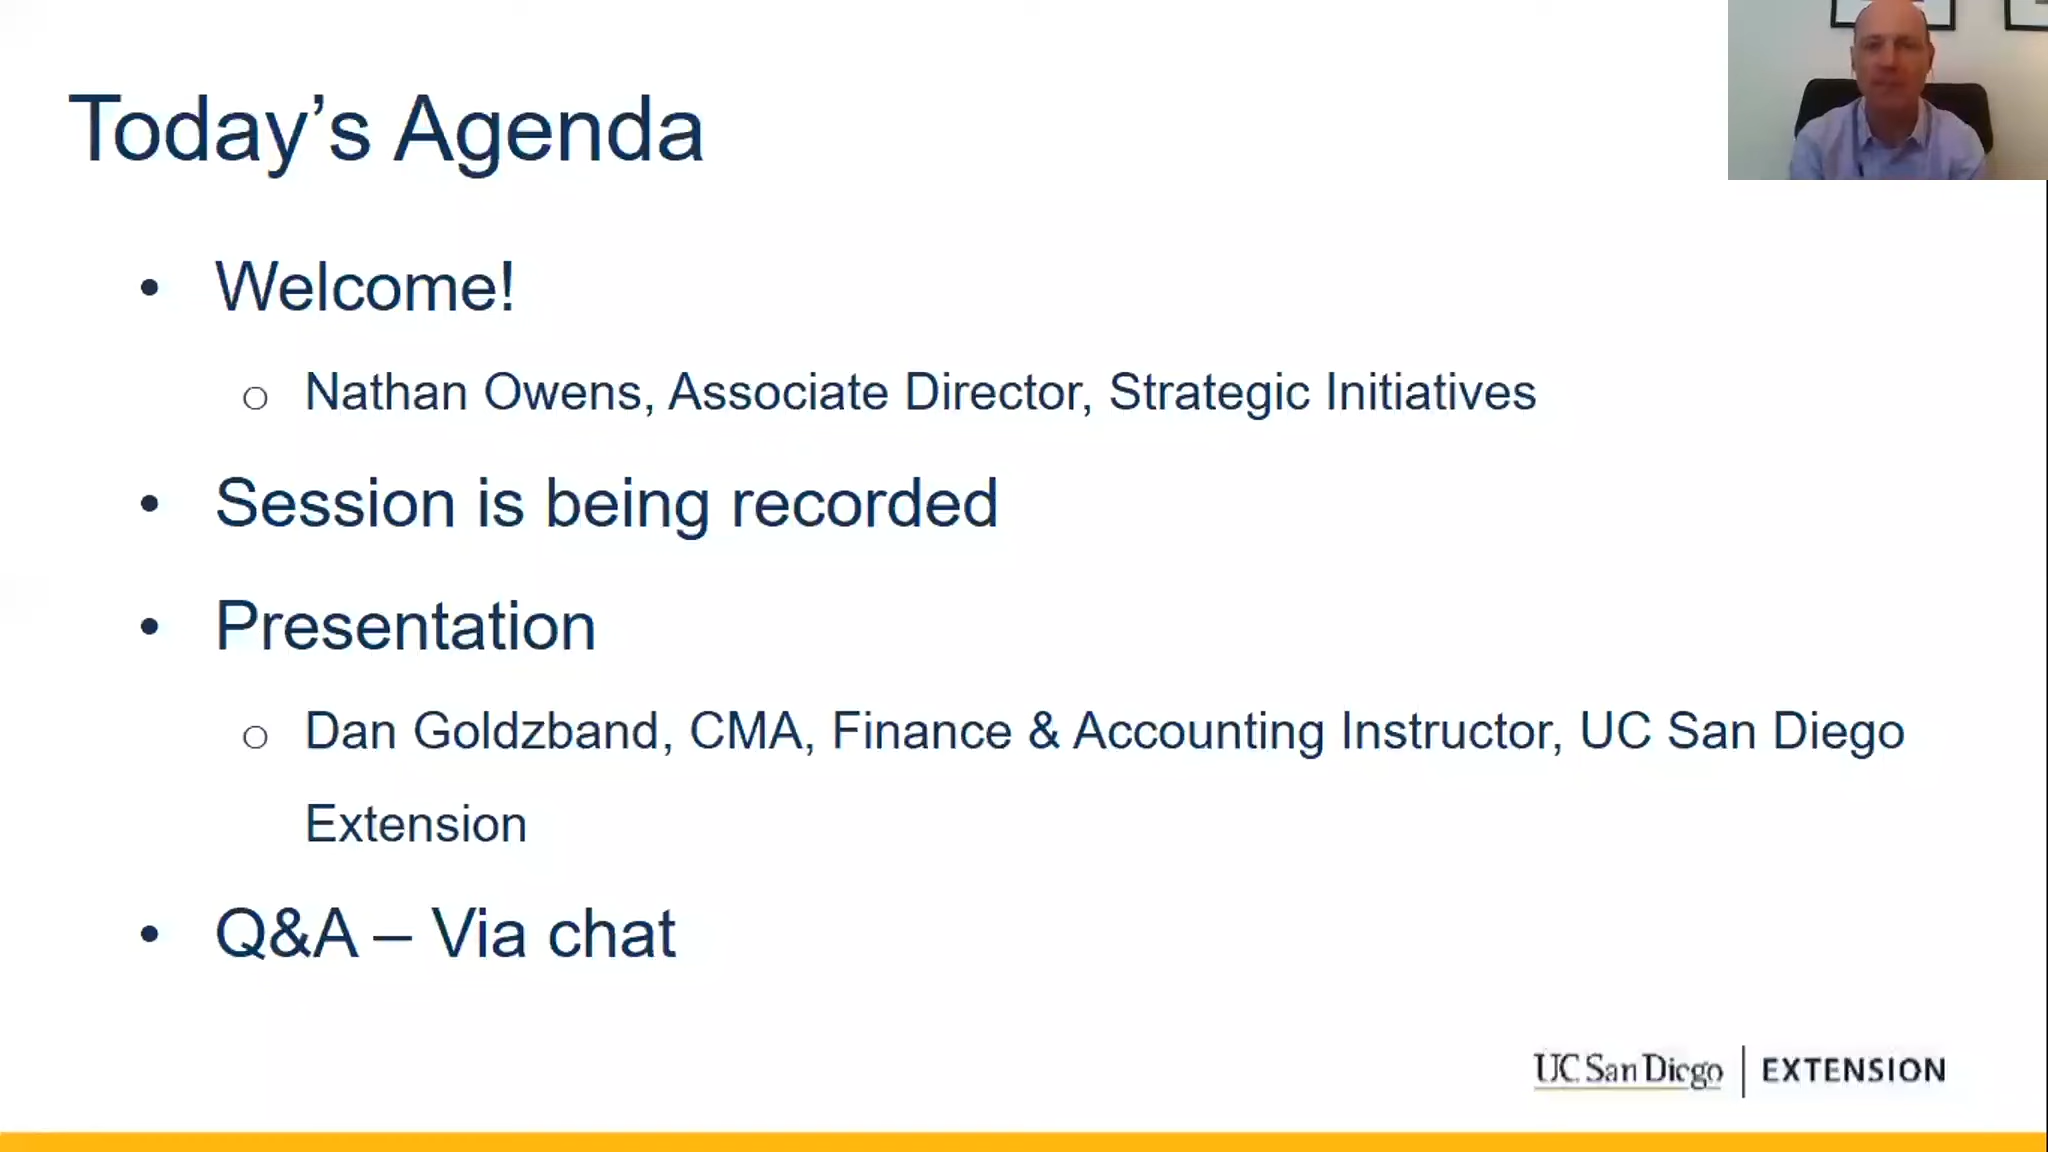 Today's Agenda
• Welcome!
o Nathan Owens, Associate Director, Strategic Initiatives
• Session is being recorded
• Presentation
o Dan Goldzband, CMA, Finance & Accounting Instructor, UC San Diego
Extension
• Q&A – Via chat
UC San Diego | EXTENSION